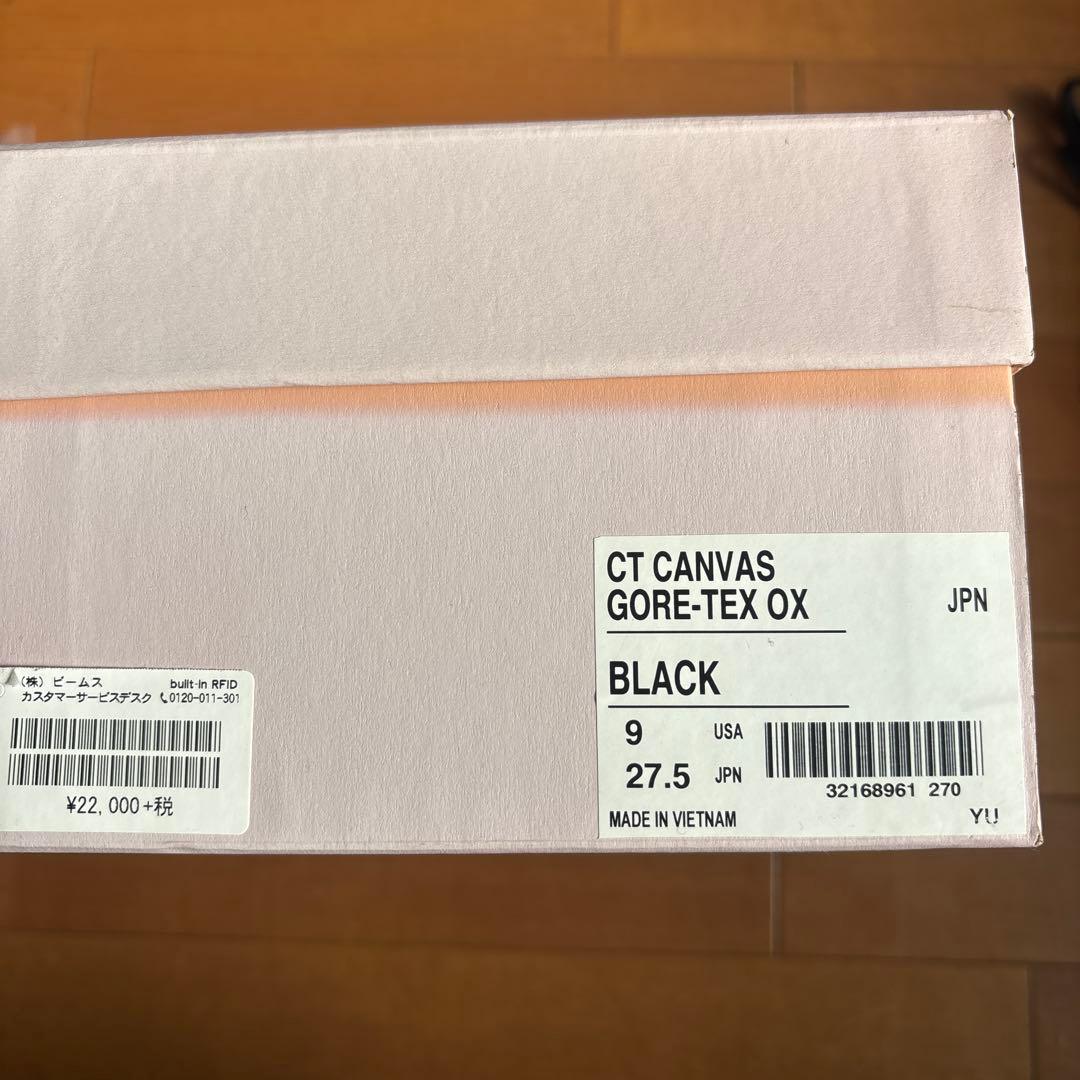 CT CANVAS
GORE-TEX OX
JPN
BLACK
9 USA
27.5 JPN
32168961 270
MADE IN VIETNAM
YU
(株) ビームス built-in RFID
カスタマーサービスデスク 0120-011-301
¥22,000+税